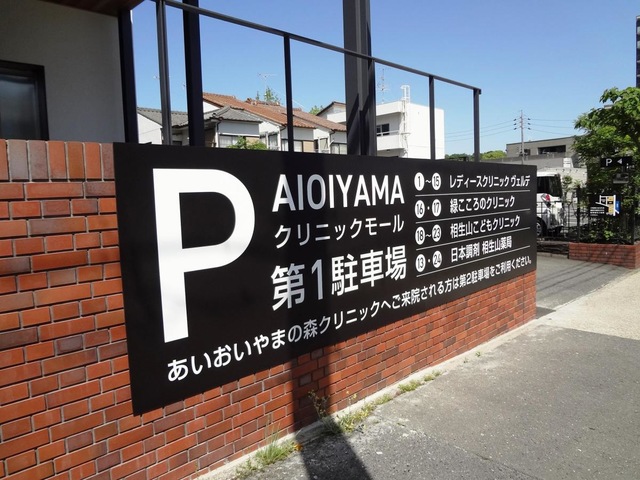 P
AIOIYAMA
クリニックモール
第1駐車場
①～⑮ レディースクリニック ヴェルテ
⑯・⑰ 緑こころのクリニック
⑱～㉓ 相生山こどもクリニック
⑬・㉔ 日本調剤 相生山薬局
あいおいやまの森クリニックへご来院される方は第2駐車場をご利用ください。
P